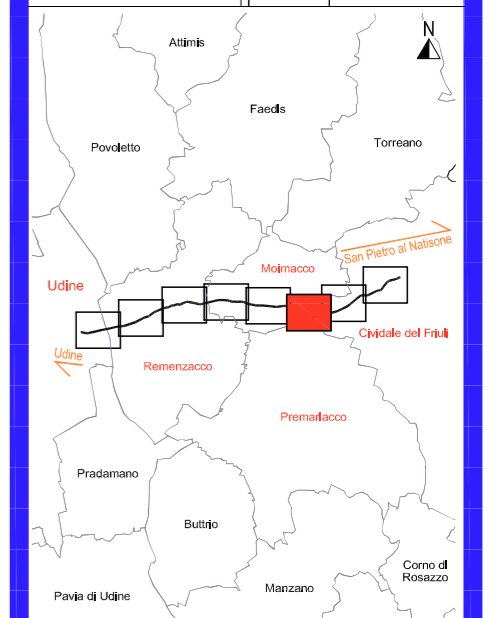 Attimis
N
Faedis
Torreano
Povoletto
San Pietro al Natisone
Moimacco
Udine
Cividale del Friuli
Udine
Remenzacco
Premariacco
Pradamano
Buttrio
Corno di
Rosazzo
Manzano
Pavia di Udine